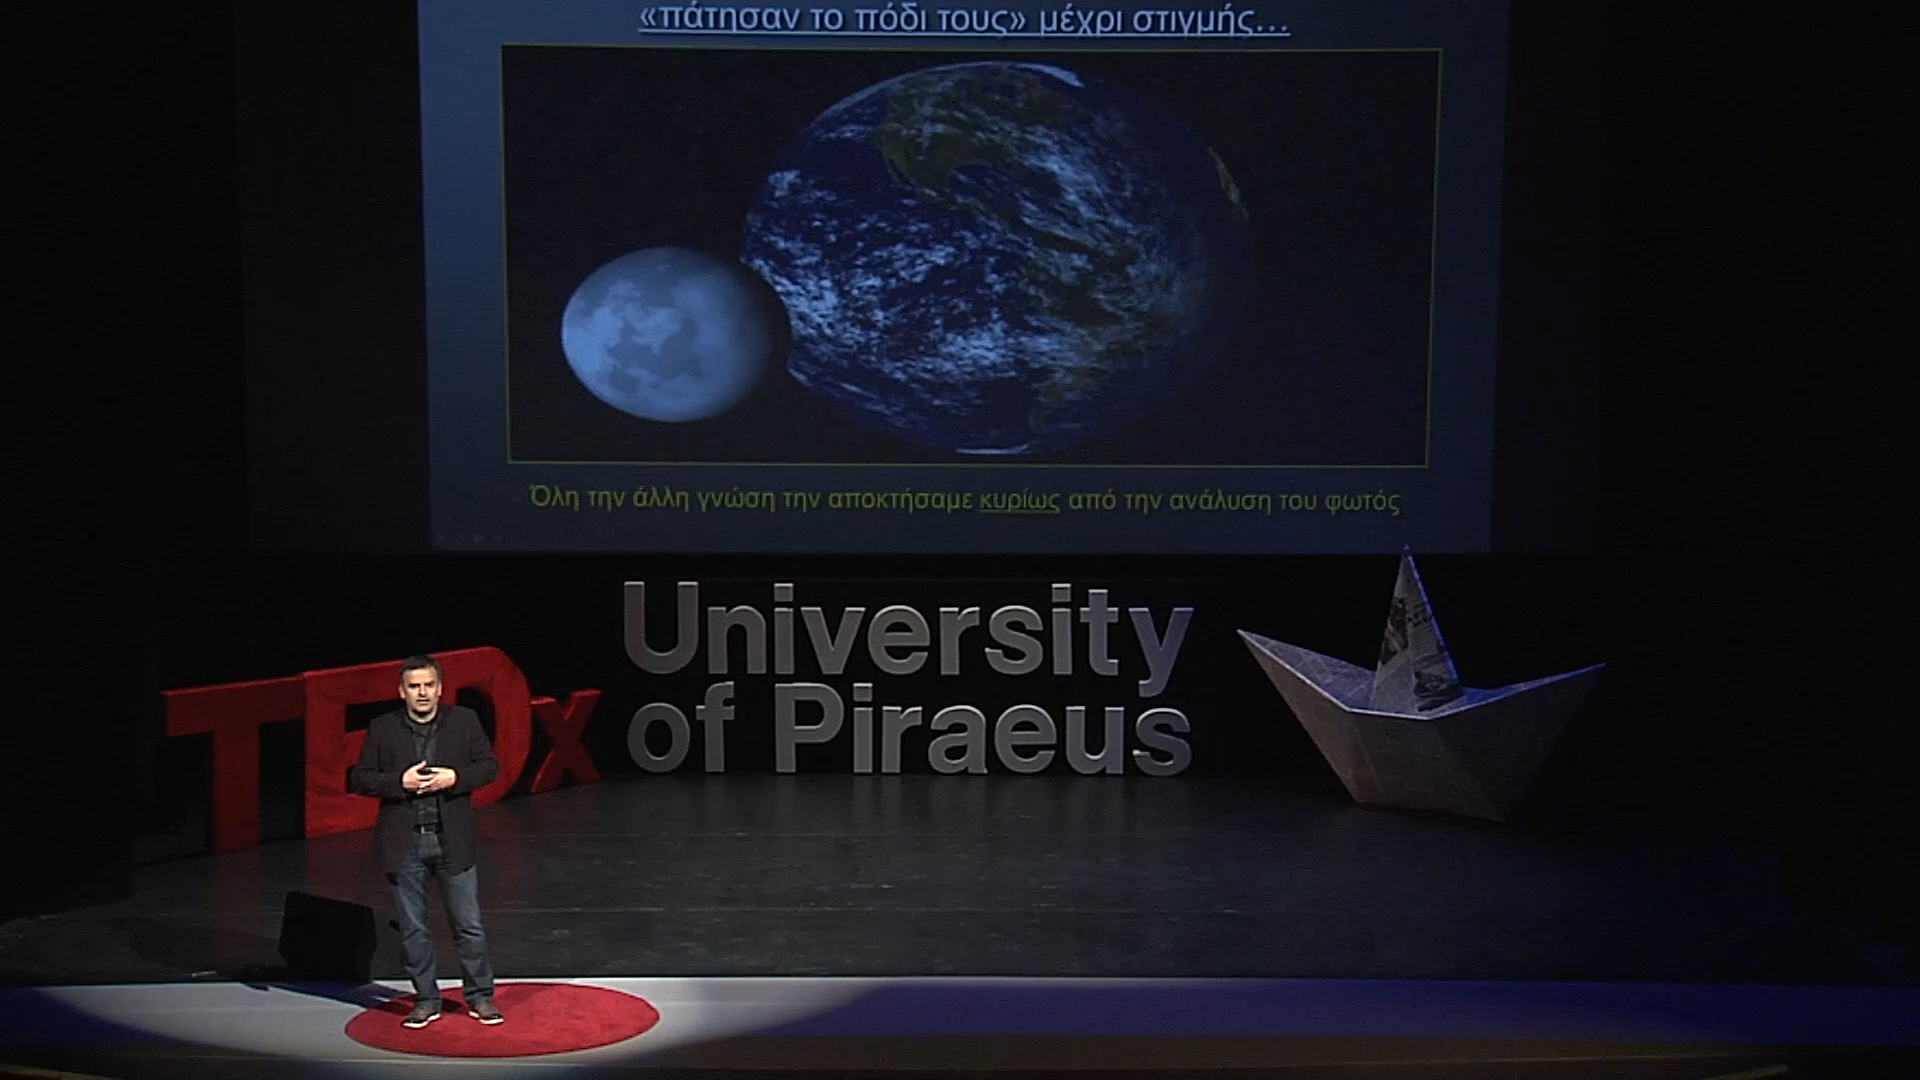 «πάτησαν το πόδι τους» μέχρι στιγμής...
Όλη την άλλη γνώση την αποκτήσαμε κυρίως από την ανάλυση του φωτός
University
of Piraeus
TEDx